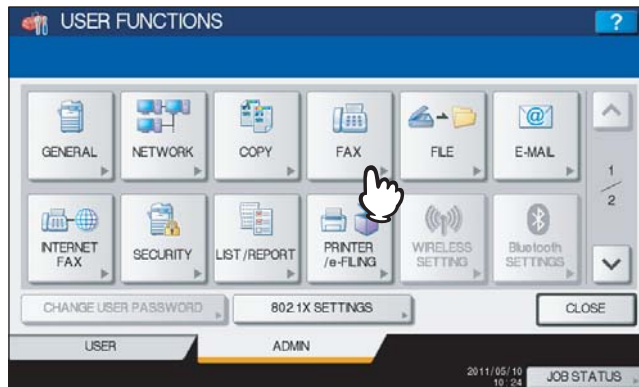 USER FUNCTIONS
?
GENERAL
NETWORK
COPY
FAX
FILE
E-MAIL
1
2
INTERNET
FAX
SECURITY
LIST/REPORT
PRINTER
/e-FILING
WIRELESS
SETTING
Bluetooth
SETTINGS
CHANGE USER PASSWORD
802.1X SETTINGS
CLOSE
USER
ADMIN
2011/05/10
10:24
JOB STATUS